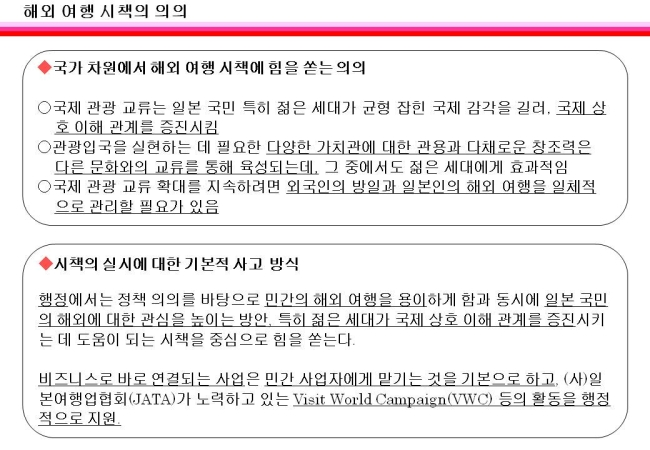 해외 여행 시책의 의의
◆국가 차원에서 해외 여행 시책에 힘을 쏟는 의의
○국제 관광 교류는 일본 국민 특히 젊은 세대가 균형 잡힌 국제 감각을 길러, 국제 상
호 이해 관계를 증진시킴
○관광입국을 실현하는 데 필요한 다양한 가치관에 대한 관용과 다채로운 창조력은
다른 문화와의 교류를 통해 육성되는데, 그 중에서도 젊은 세대에게 효과적임
○국제 관광 교류 확대를 지속하려면 외국인의 방일과 일본인의 해외 여행을 일체적
으로 관리할 필요가 있음
◆시책의 실시에 대한 기본적 사고 방식
행정에서는 정책 의의를 바탕으로 민간의 해외 여행을 용이하게 함과 동시에 일본 국민
의 해외에 대한 관심을 높이는 방안, 특히 젊은 세대가 국제 상호 이해 관계를 증진시키
는 데 도움이 되는 시책을 중심으로 힘을 쏟는다.
비즈니스로 바로 연결되는 사업은 민간 사업자에게 맡기는 것을 기본으로 하고, (사)일
본여행업협회(JATA)가 노력하고 있는 Visit World Campaign(VWC) 등의 활동을 행정
적으로 지원.